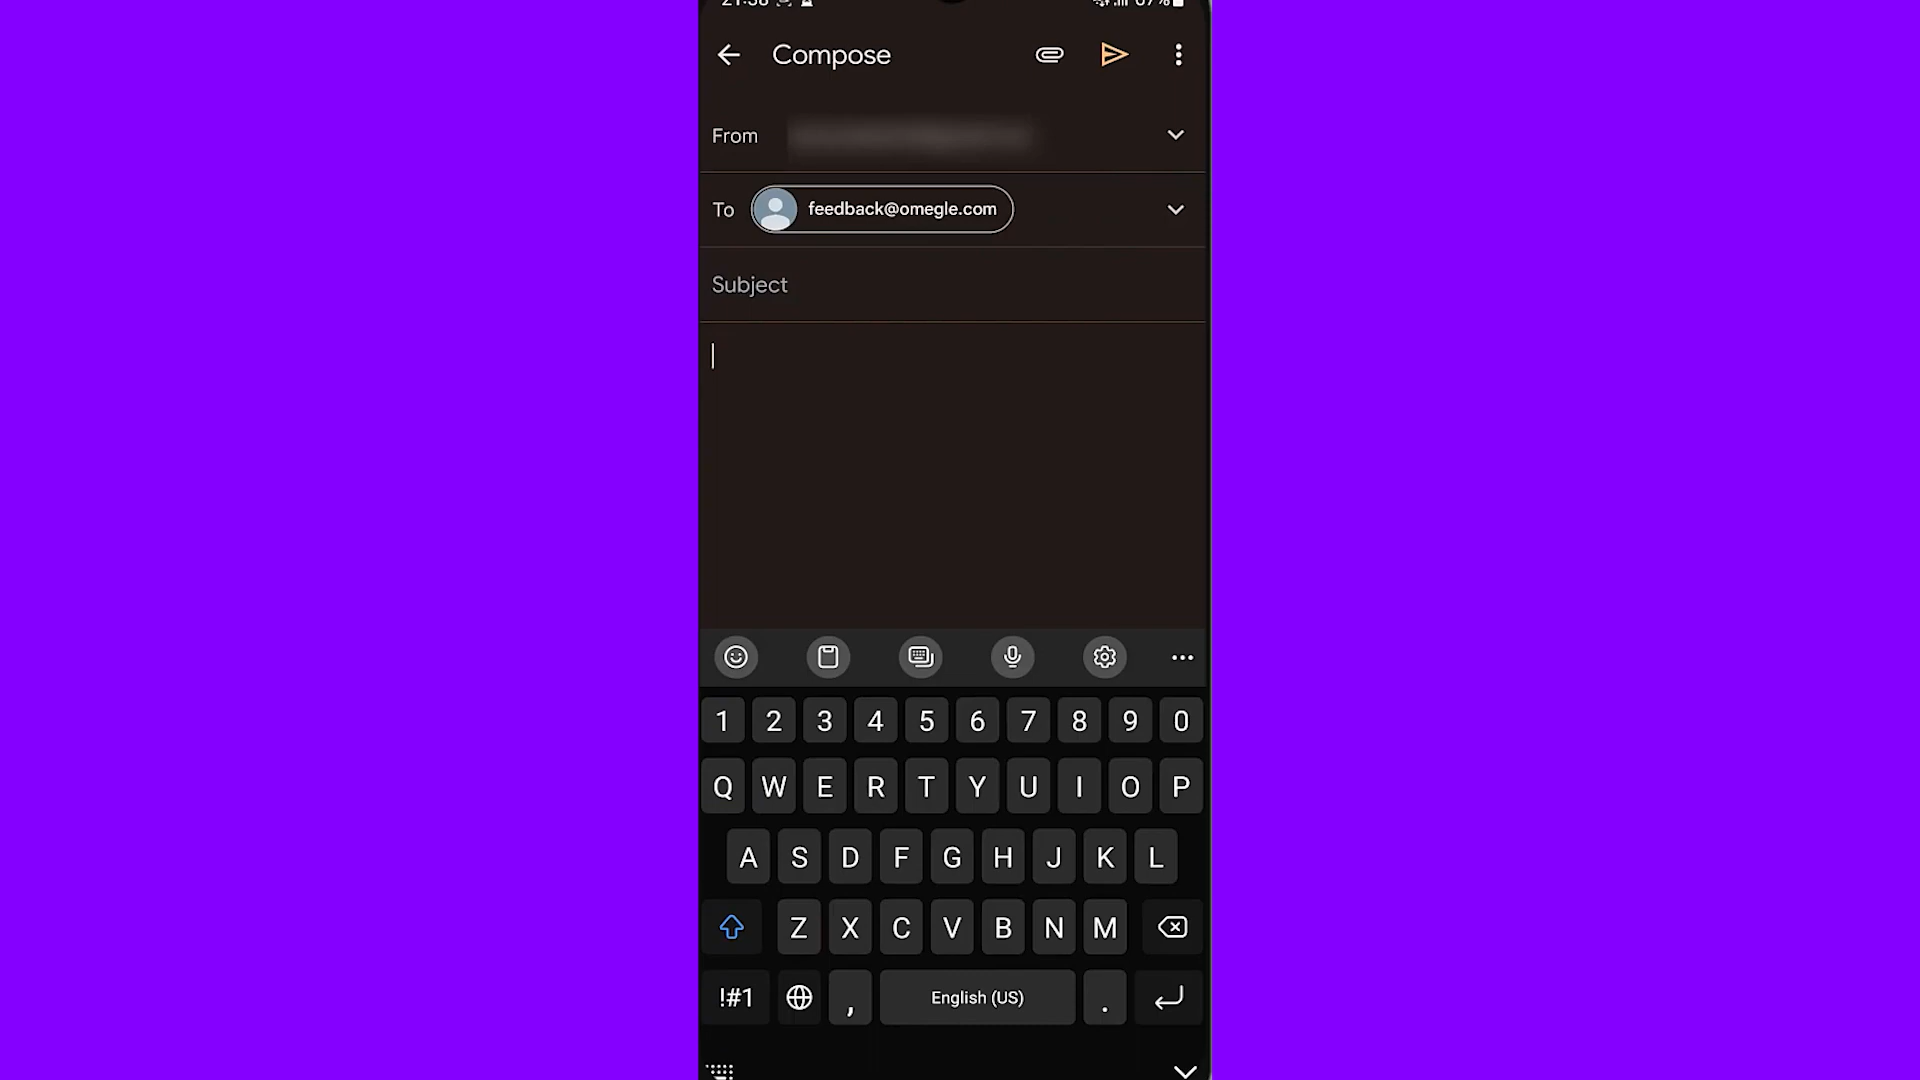 Compose
From
To feedback@omegle.com
Subject
1 2 3 4 5 6 7 8 9 0
Q W E R T Y U I O P
A S D F G H J K L
Z X C V B N M
!#1 , English (US) .